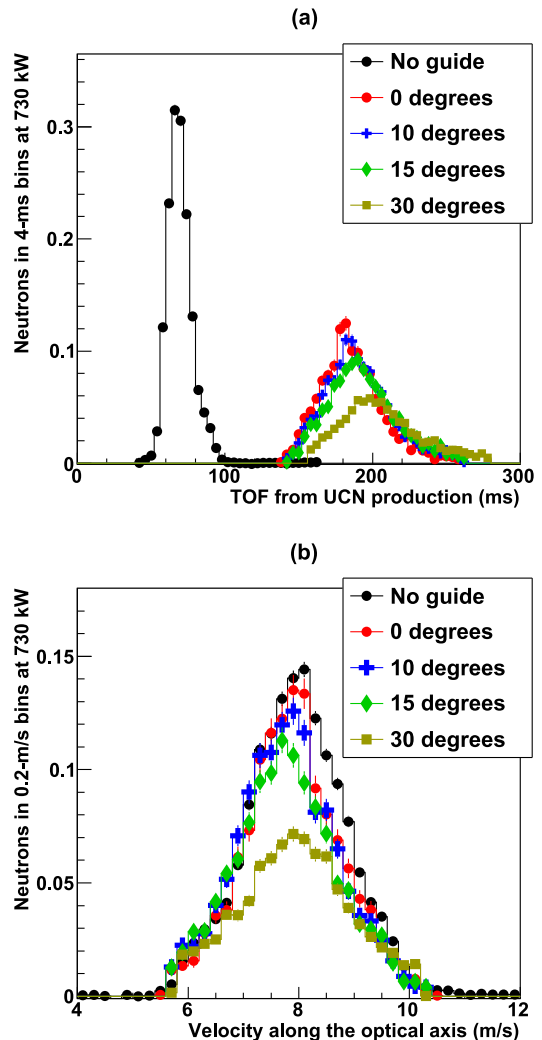 (a)
Neutrons in 4-ms bins at 730 kW
No guide
0 degrees
10 degrees
15 degrees
30 degrees
0.3
0.2
0.1
0
0
100
200
300
TOF from UCN production (ms)
(b)
Neutrons in 0.2-m/s bins at 730 kW
No guide
0 degrees
10 degrees
15 degrees
30 degrees
0.15
0.1
0.05
0
4
6
8
10
12
Velocity along the optical axis (m/s)